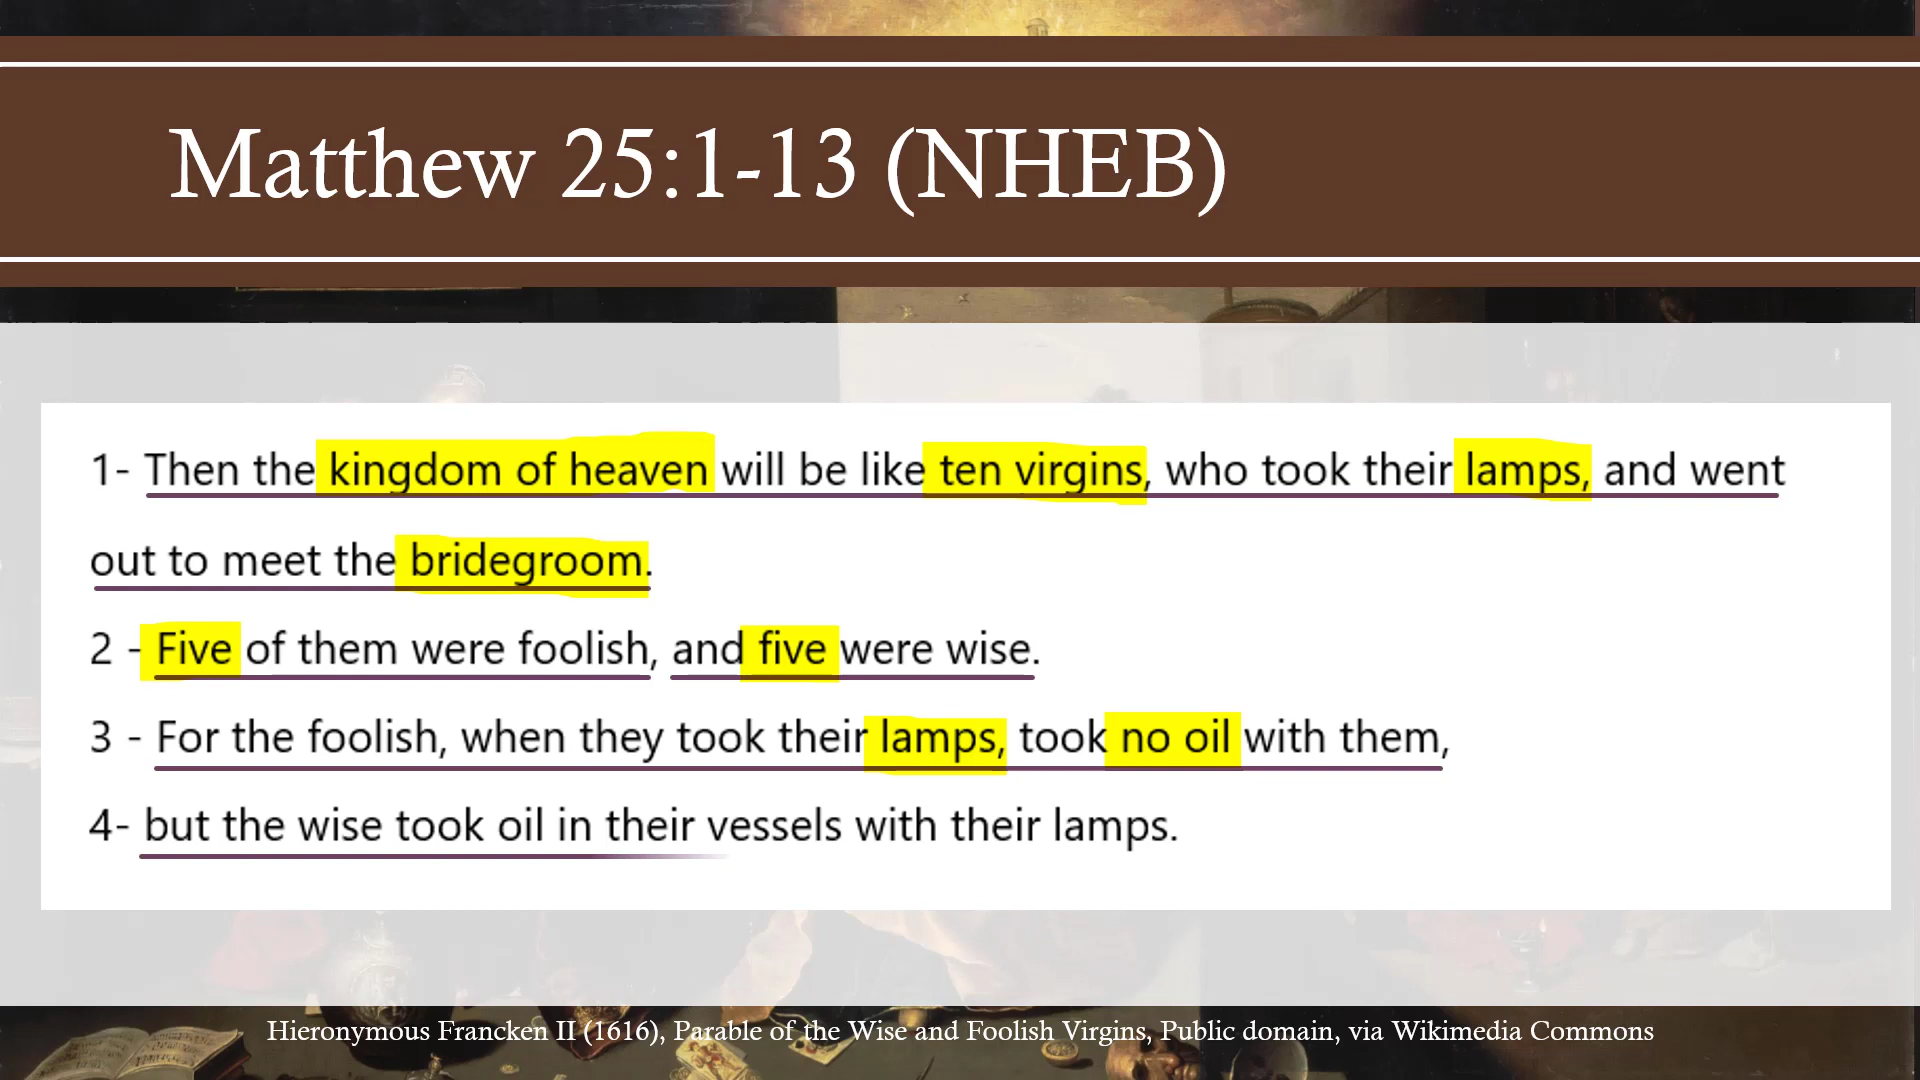 Matthew 25:1-13 (NHEB)
1- Then the kingdom of heaven will be like ten virgins, who took their lamps, and went
out to meet the bridegroom.
2 - Five of them were foolish, and five were wise.
3 - For the foolish, when they took their lamps, took no oil with them,
4- but the wise took oil in their vessels with their lamps.
Hieronymous Francken II (1616), Parable of the Wise and Foolish Virgins, Public domain, via Wikimedia Commons